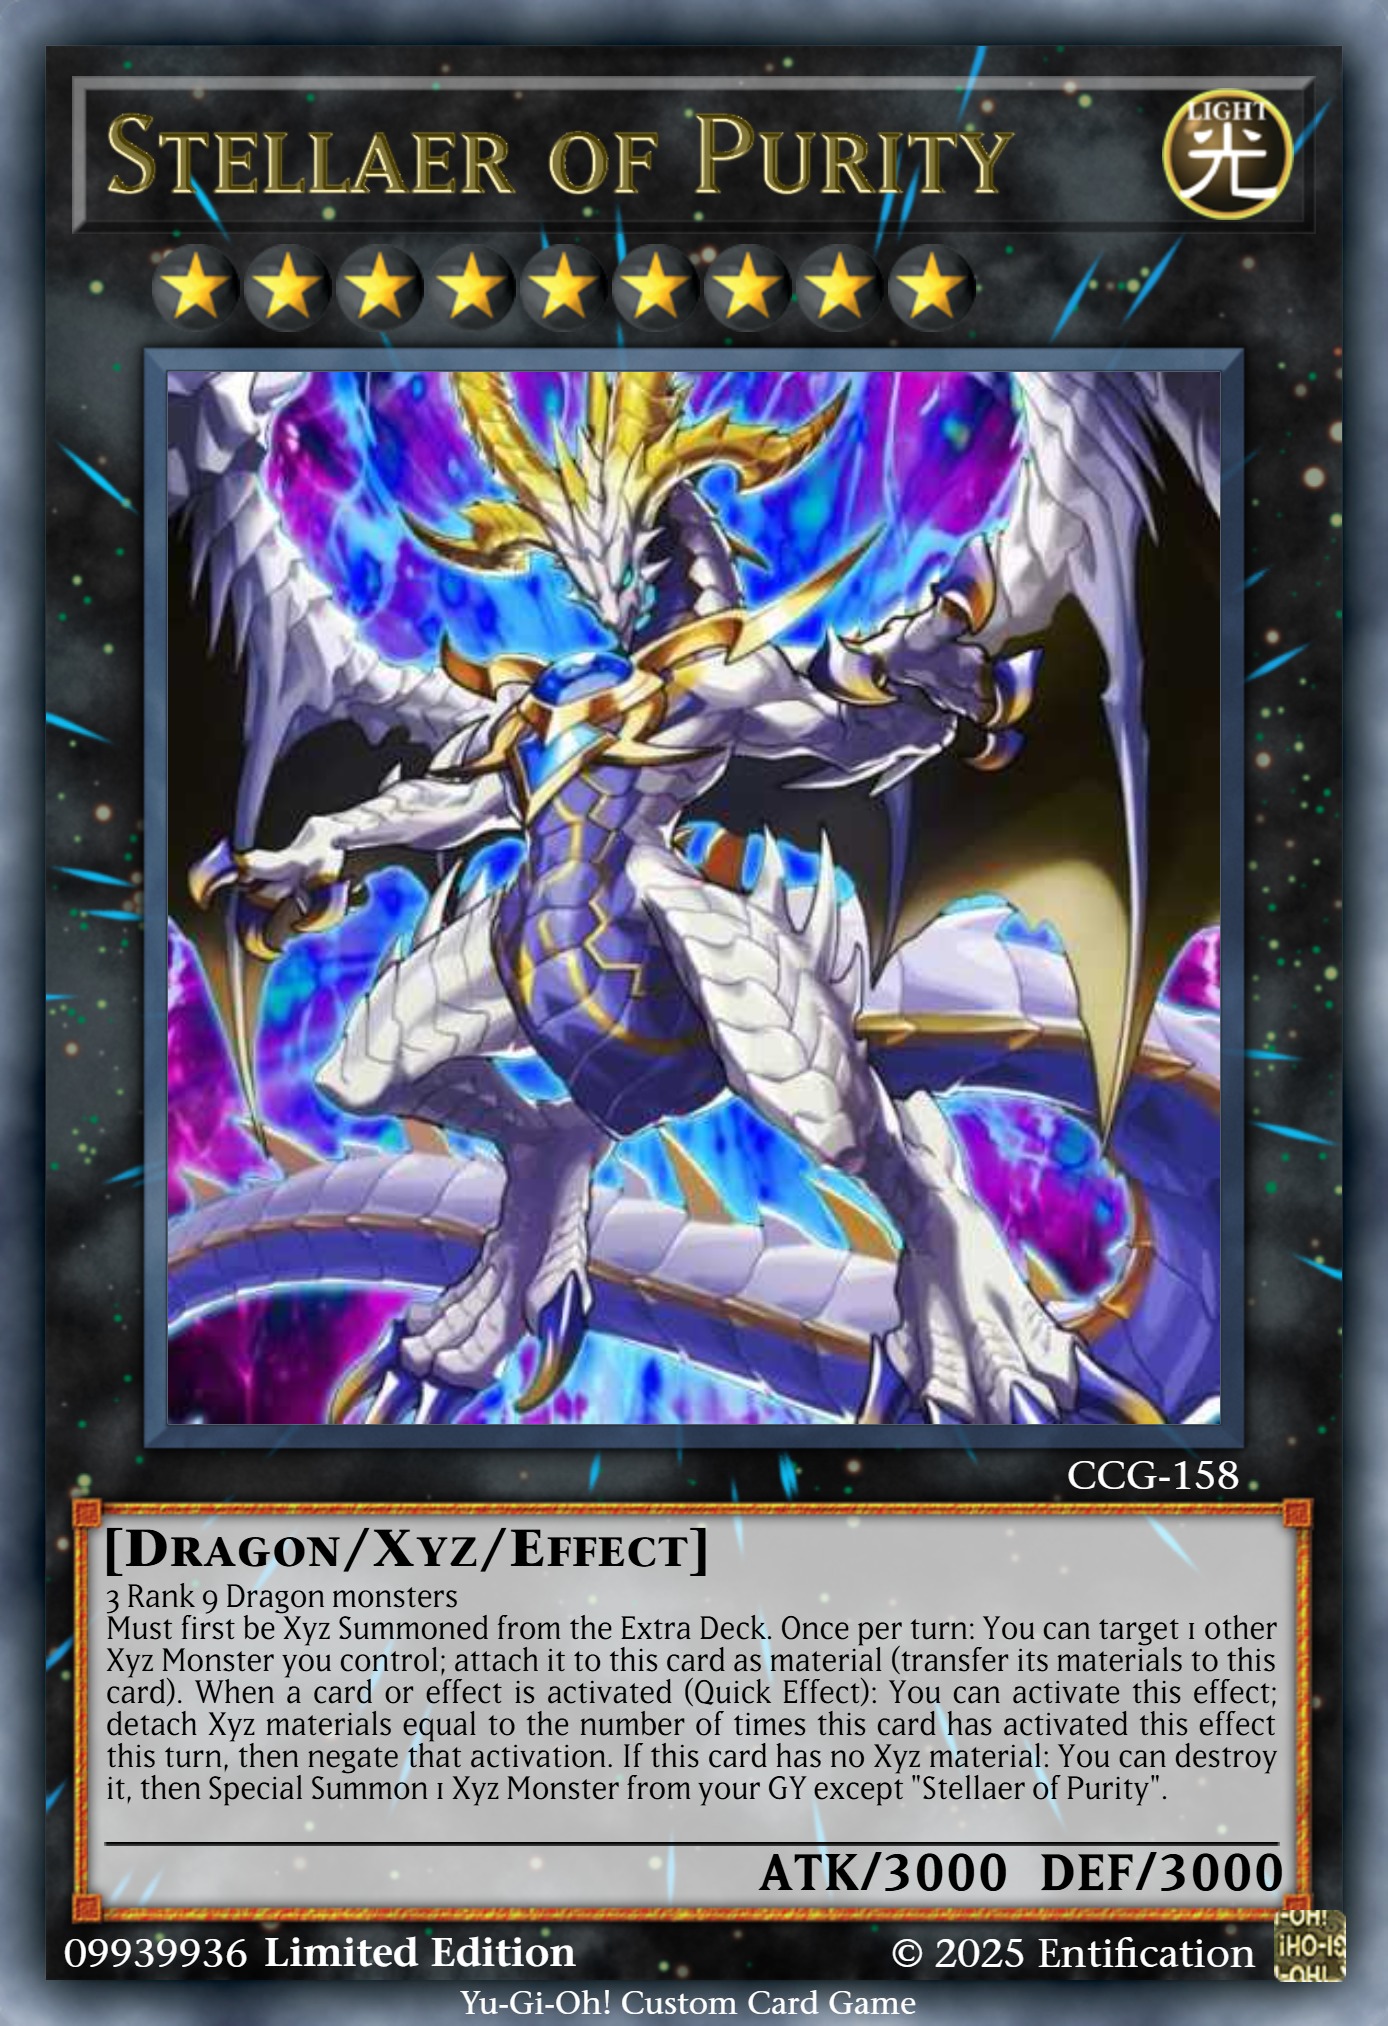 STELLAER OF PURITY
LIGHT
光
CCG-158
[DRAGON/XYZ/EFFECT]
3 Rank 9 Dragon monsters
Must first be Xyz Summoned from the Extra Deck. Once per turn: You can target 1 other
Xyz Monster you control; attach it to this card as material (transfer its materials to this
card). When a card or effect is activated (Quick Effect): You can activate this effect;
detach Xyz materials equal to the number of times this card has activated this effect
this turn, then negate that activation. If this card has no Xyz material: You can destroy
it, then Special Summon 1 Xyz Monster from your GY except "Stellaer of Purity".
ATK/3000 DEF/3000
09939936 Limited Edition
© 2025 Entification
Yu-Gi-Oh! Custom Card Game